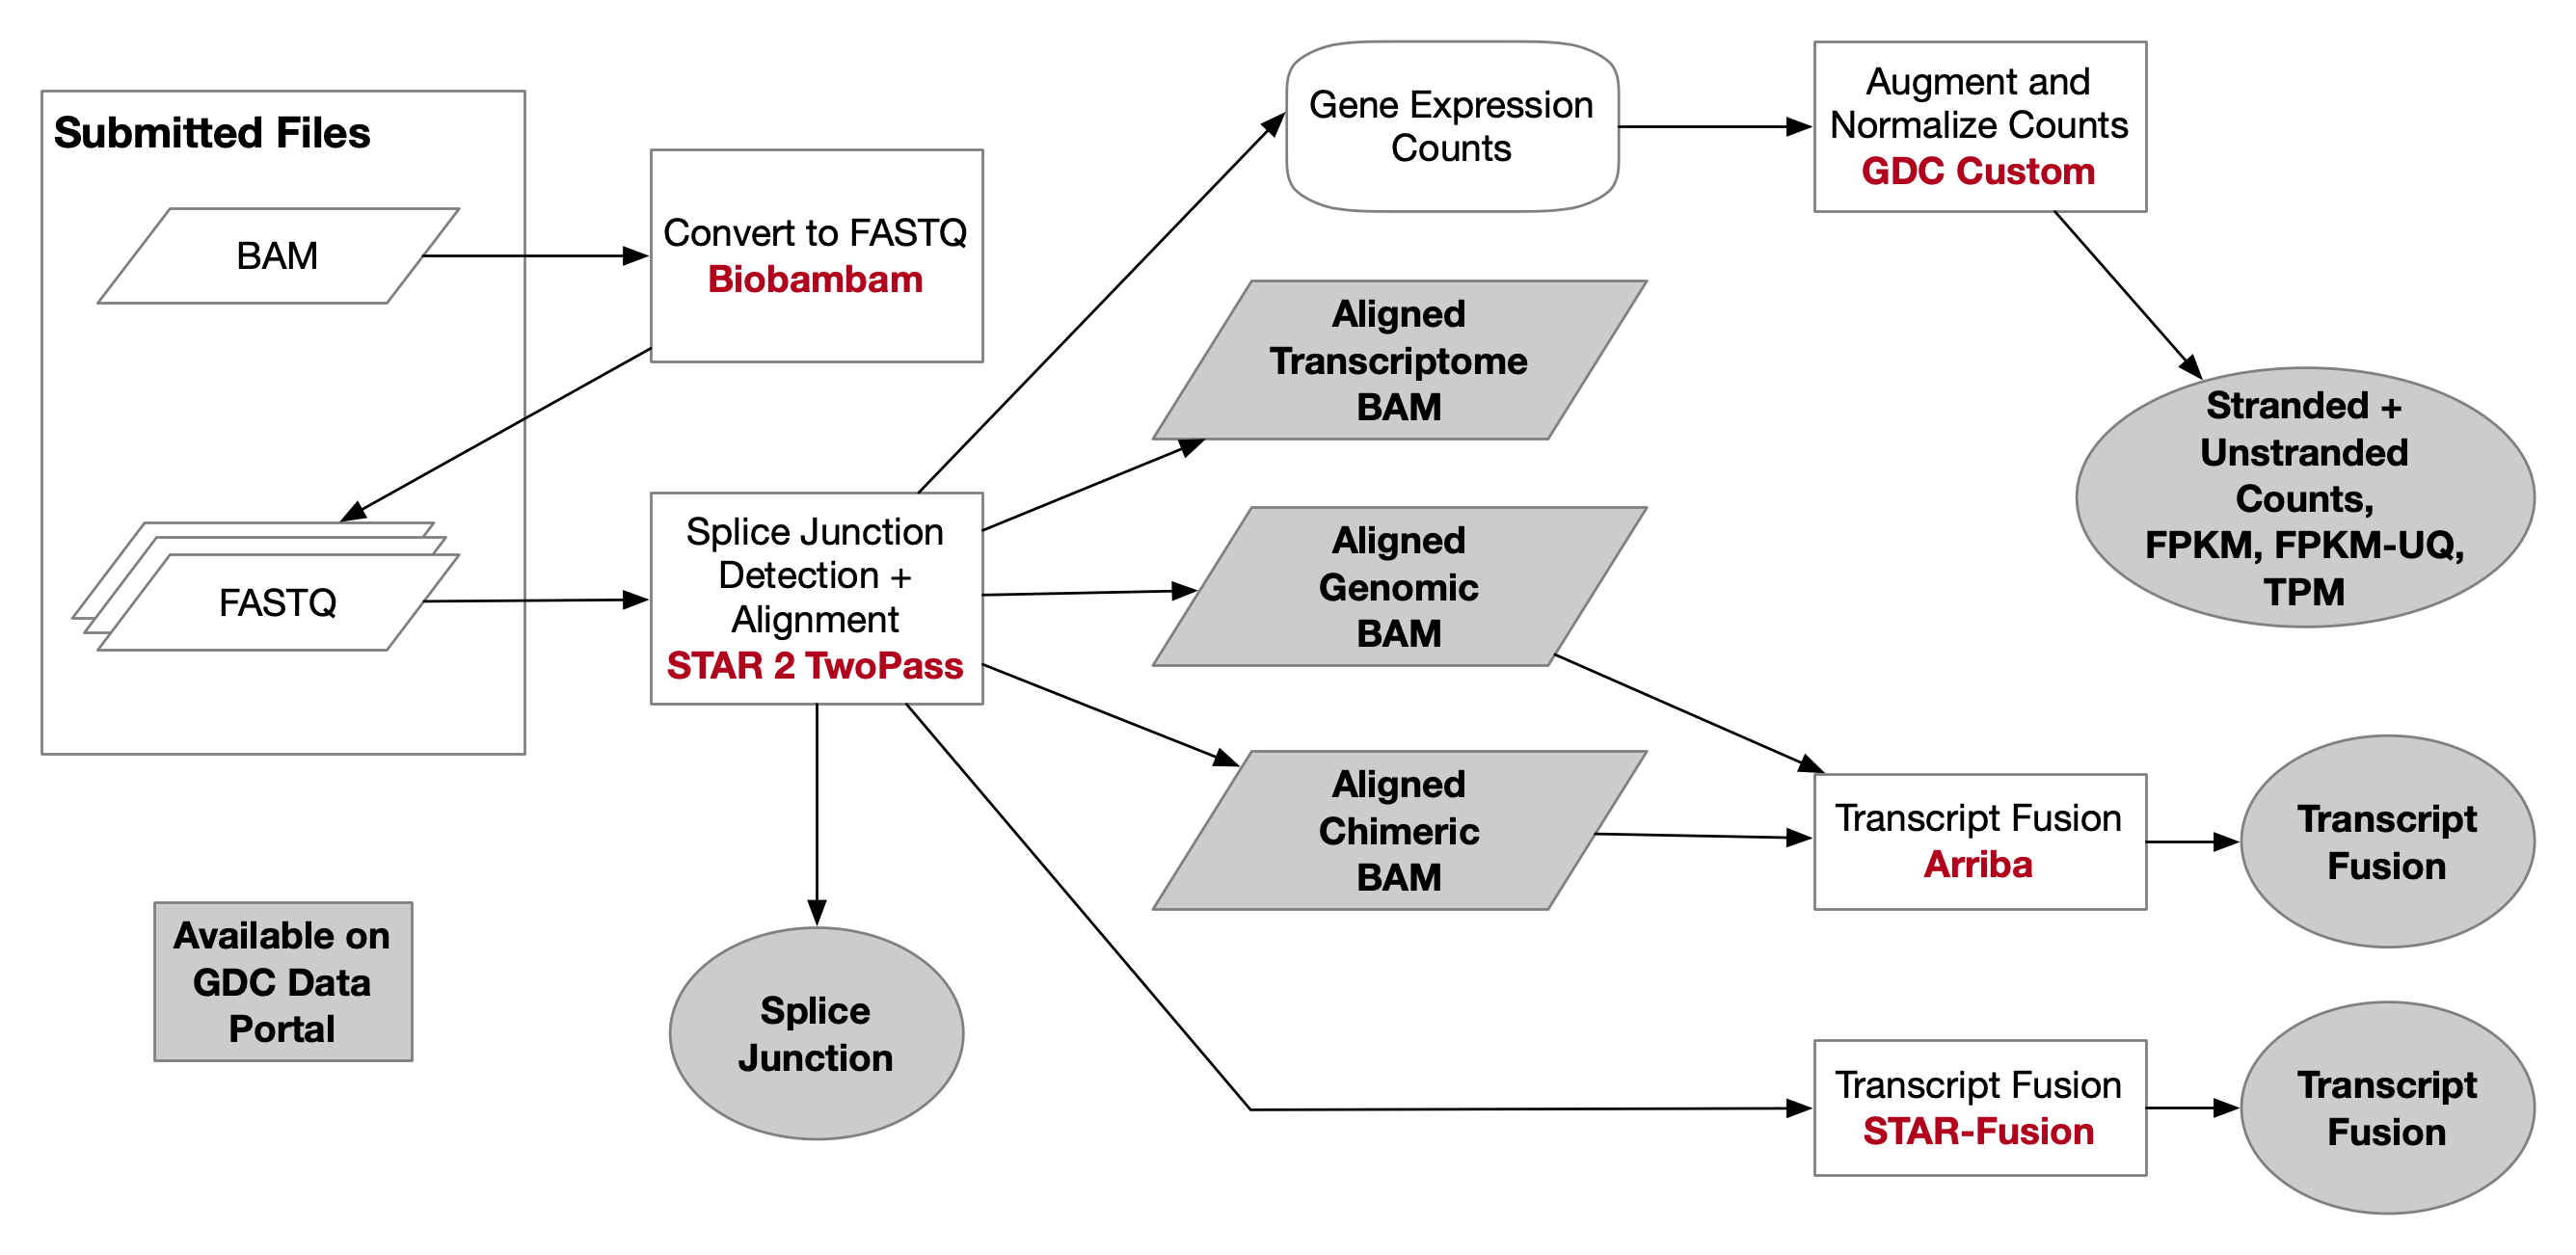 Submitted Files
BAM
FASTQ
Convert to FASTQ
Biobambam
Splice Junction
Detection +
Alignment
STAR 2 TwoPass
Gene Expression
Counts
Augment and
Normalize Counts
GDC Custom
Aligned
Transcriptome
BAM
Stranded +
Unstranded
Counts,
FPKM, FPKM-UQ,
TPM
Aligned
Genomic
BAM
Aligned
Chimeric
BAM
Transcript Fusion
Arriba
Transcript
Fusion
Available on
GDC Data
Portal
Splice
Junction
Transcript Fusion
STAR-Fusion
Transcript
Fusion